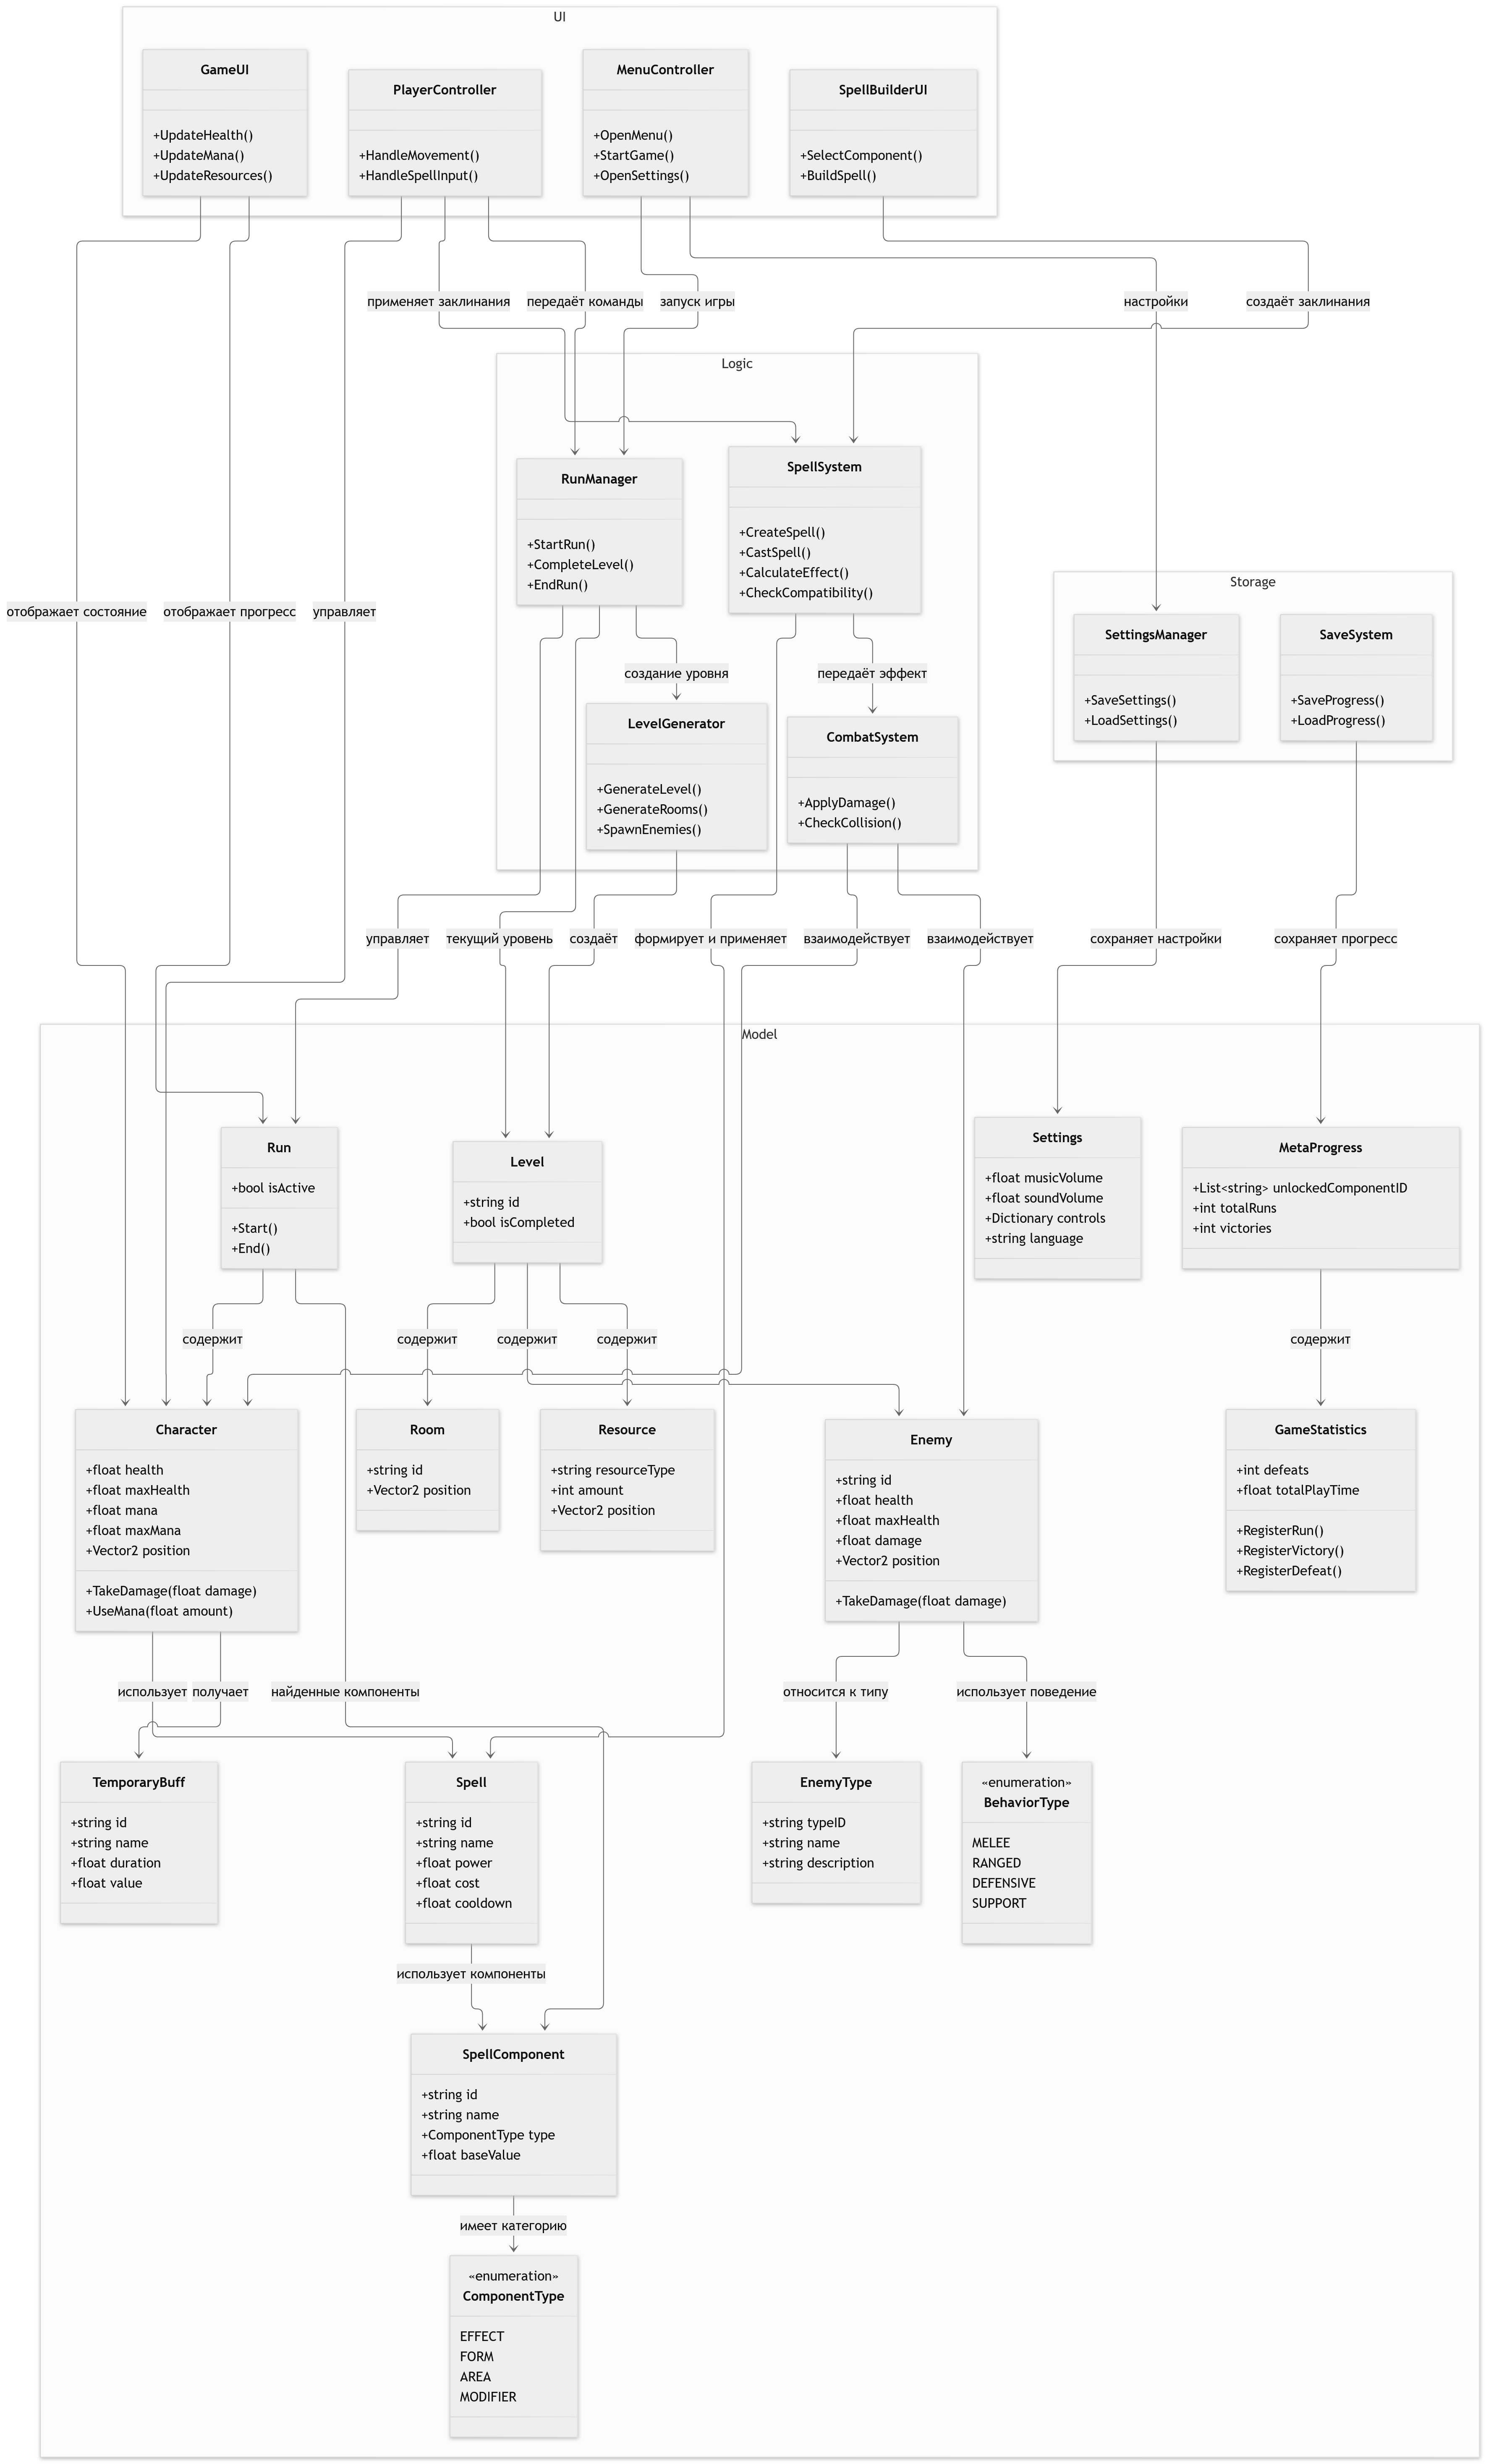 UI
GameUI
+UpdateHealth()
+UpdateMana()
+UpdateResources()
PlayerController
+HandleMovement()
+HandleSpellInput()
MenuController
+OpenMenu()
+StartGame()
+OpenSettings()
SpellBuilderUI
+SelectComponent()
+BuildSpell()
применяет заклинания
передаёт команды
запуск игры
настройки
создаёт заклинания
Logic
RunManager
+StartRun()
+CompleteLevel()
+EndRun()
SpellSystem
+CreateSpell()
+CastSpell()
+CalculateEffect()
+CheckCompatibility()
отображает состояние
отображает прогресс
управляет
Storage
SettingsManager
+SaveSettings()
+LoadSettings()
SaveSystem
+SaveProgress()
+LoadProgress()
создание уровня
передаёт эффект
LevelGenerator
+GenerateLevel()
+GenerateRooms()
+SpawnEnemies()
CombatSystem
+ApplyDamage()
+CheckCollision()
управляет
текущий уровень
создаёт
формирует и применяет
взаимодействует
взаимодействует
сохраняет настройки
сохраняет прогресс
Model
Run
+bool isActive
+Start()
+End()
Level
+string id
+bool isCompleted
Settings
+float musicVolume
+float soundVolume
+Dictionary controls
+string language
MetaProgress
+List<string> unlockedComponentID
+int totalRuns
+int victories
содержит
содержит
содержит
содержит
содержит
Character
+float health
+float maxHealth
+float mana
+float maxMana
+Vector2 position
+TakeDamage(float damage)
+UseMana(float amount)
Room
+string id
+Vector2 position
Resource
+string resourceType
+int amount
+Vector2 position
Enemy
+string id
+float health
+float maxHealth
+float damage
+Vector2 position
+TakeDamage(float damage)
GameStatistics
+int defeats
+float totalPlayTime
+RegisterRun()
+RegisterVictory()
+RegisterDefeat()
использует
получает
найденные компоненты
относится к типу
использует поведение
TemporaryBuff
+string id
+string name
+float duration
+float value
Spell
+string id
+string name
+float power
+float cost
+float cooldown
EnemyType
+string typeID
+string name
+string description
«enumeration»
BehaviorType
MELEE
RANGED
DEFENSIVE
SUPPORT
использует компоненты
SpellComponent
+string id
+string name
+ComponentType type
+float baseValue
имеет категорию
«enumeration»
ComponentType
EFFECT
FORM
AREA
MODIFIER